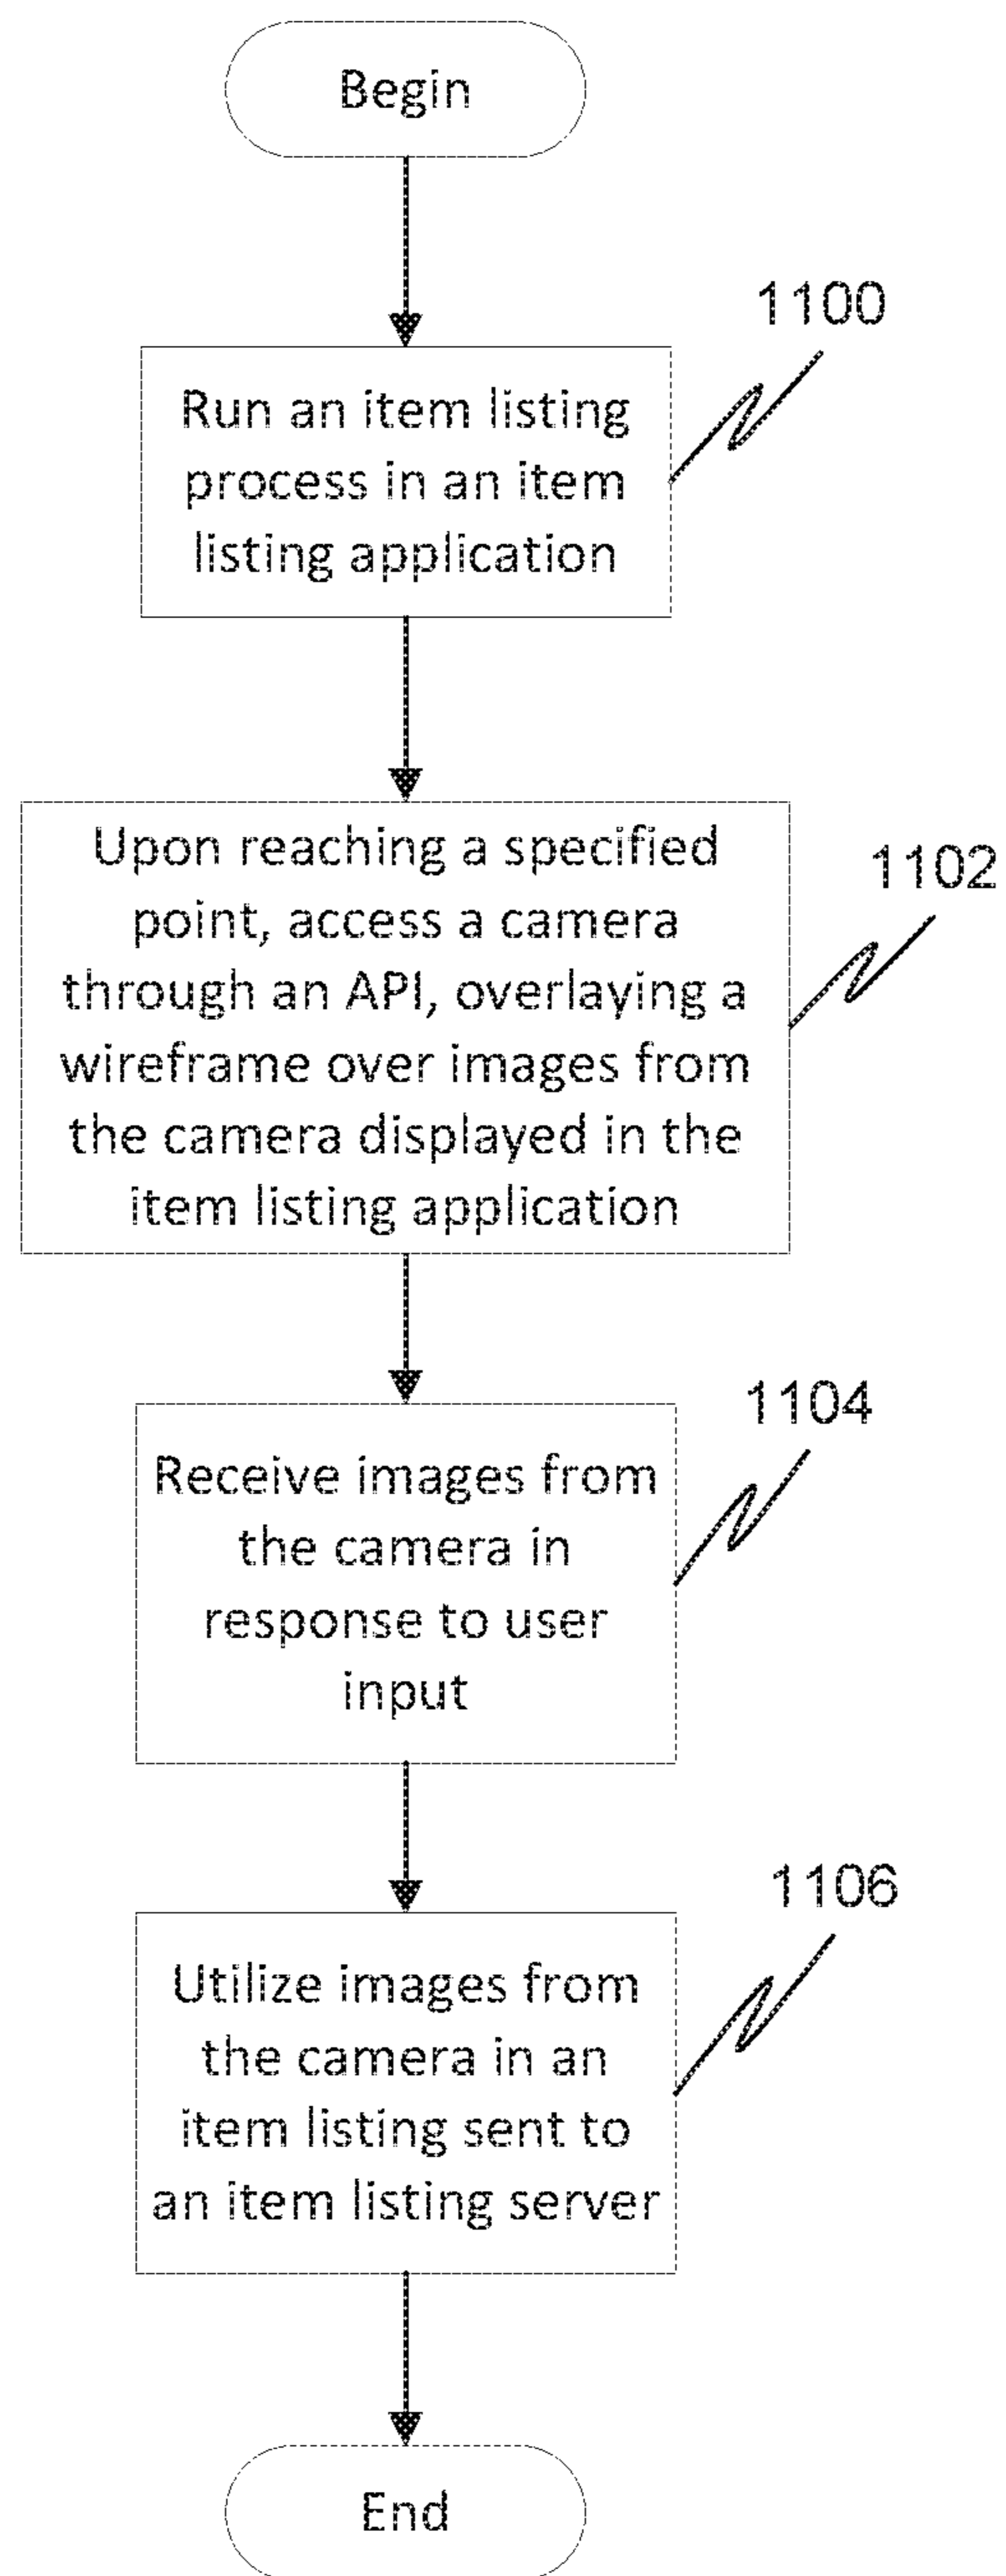 Begin
1100
Run an item listing
process in an item
listing application
1102
Upon reaching a specified
point, access a camera
through an API, overlaying a
wireframe over images from
the camera displayed in the
item listing application
1104
Receive images from
the camera in
response to user
input
1106
Utilize images from
the camera in an
item listing sent to
an item listing server
End